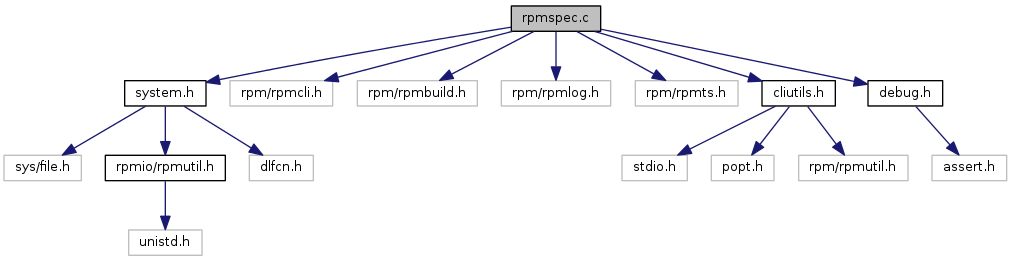 rpmspec.c
system.h
rpm/rpmcli.h
rpm/rpmbuild.h
rpm/rpmlog.h
rpm/rpmts.h
cliutils.h
debug.h
sys/file.h
rpmio/rpmutil.h
dlfcn.h
stdio.h
popt.h
rpm/rpmutil.h
assert.h
unistd.h